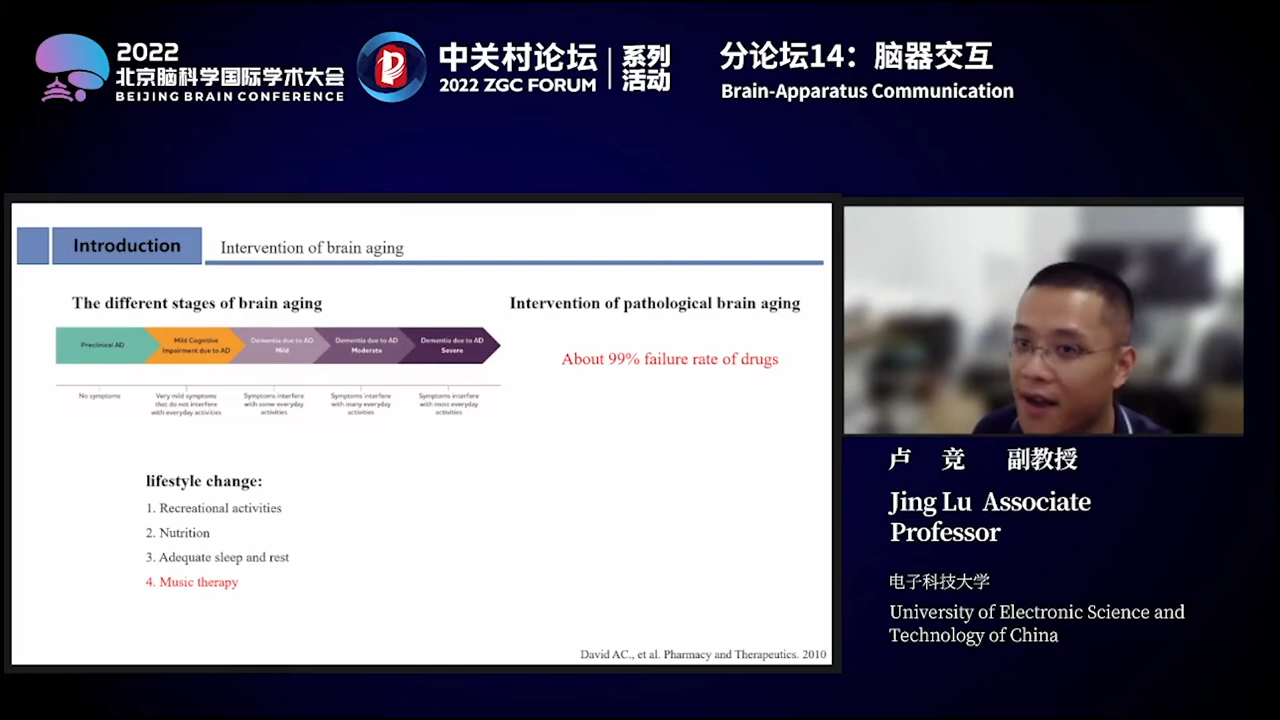 2022
北京脑科学国际学术大会
BEIJING BRAIN CONFERENCE
中关村论坛
2022 ZGC FORUM
系列
活动
分论坛14：脑器交互
Brain-Apparatus Communication
Introduction
Intervention of brain aging
The different stages of brain aging
Preclinical AD
Mild Cognitive
Impairment due to AD
Dementia due to AD
Mild
Dementia due to AD
Moderate
Dementia due to AD
Severe
No symptoms
Very mild symptoms
that do not interfere
with everyday activities
Symptoms interfere
with some everyday
activities
Symptoms interfere
with many everyday
activities
Symptoms interfere
with most everyday
activities
Intervention of pathological brain aging
About 99% failure rate of drugs
lifestyle change:
1. Recreational activities
2. Nutrition
3. Adequate sleep and rest
4. Music therapy
David AC., et al. Pharmacy and Therapeutics. 2010
卢 竞 副教授
Jing Lu Associate
Professor
电子科技大学
University of Electronic Science and
Technology of China